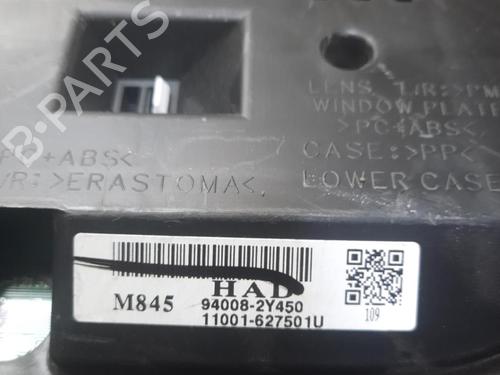 LENS, T/R:>PM
WINDOW PLATE
>PC+ABS<
CASE:>PP<
LOWER CASE
+ABS<
/R:>ERASTOMA<
HAD
M845
94008-2Y450
11001-627501U
109
B-PARTS